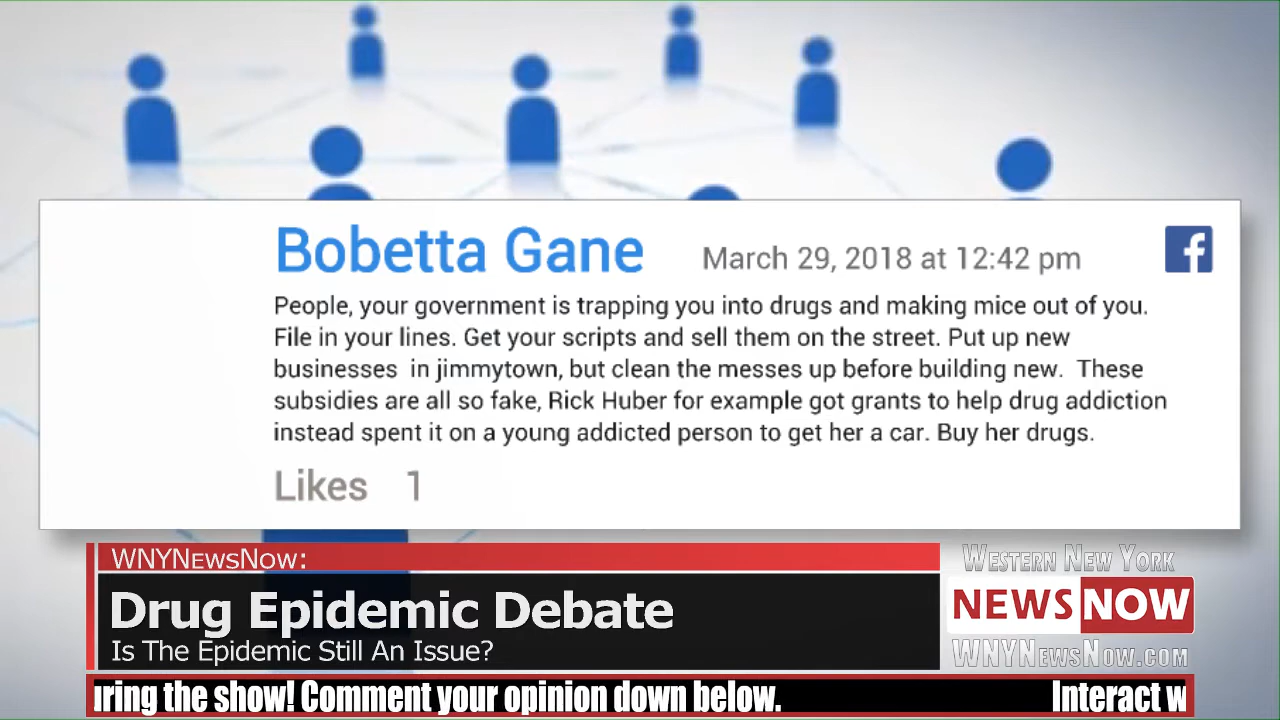 Bobetta Gane March 29, 2018 at 12:42 pm
People, your government is trapping you into drugs and making mice out of you.
File in your lines. Get your scripts and sell them on the street. Put up new
businesses  in jimmytown, but clean the messes up before building new.  These
subsidies are all so fake, Rick Huber for example got grants to help drug addiction
instead spent it on a young addicted person to get her a car. Buy her drugs.
Likes 1
WNYNewsNow:
Drug Epidemic Debate
Is The Epidemic Still An Issue?
Western New York
NEWS NOW
WNYNewsNow.com
uring the show! Comment your opinion down below. Interact w